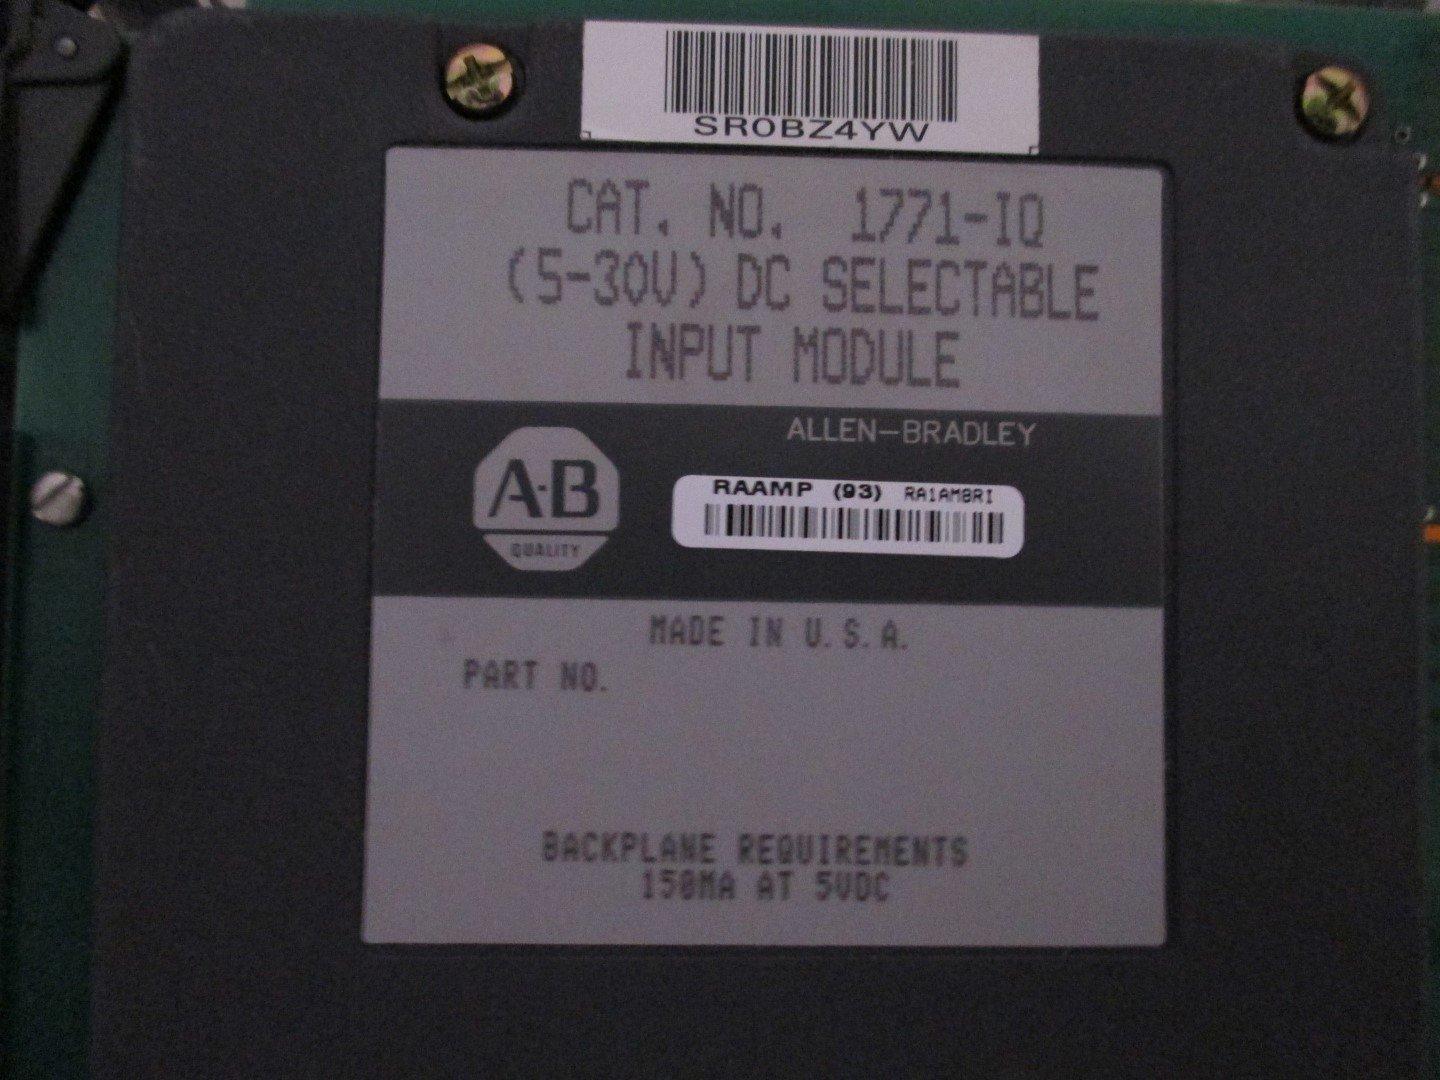 SR0BZ4YW
CAT. NO. 1771-IQ
(5-30V) DC SELECTABLE
INPUT MODULE
ALLEN-BRADLEY
A-B
QUALITY
RAAMP (93) RA1AM8RI
MADE IN U.S.A.
PART NO.
BACKPLANE REQUIREMENTS
150MA AT 5VDC